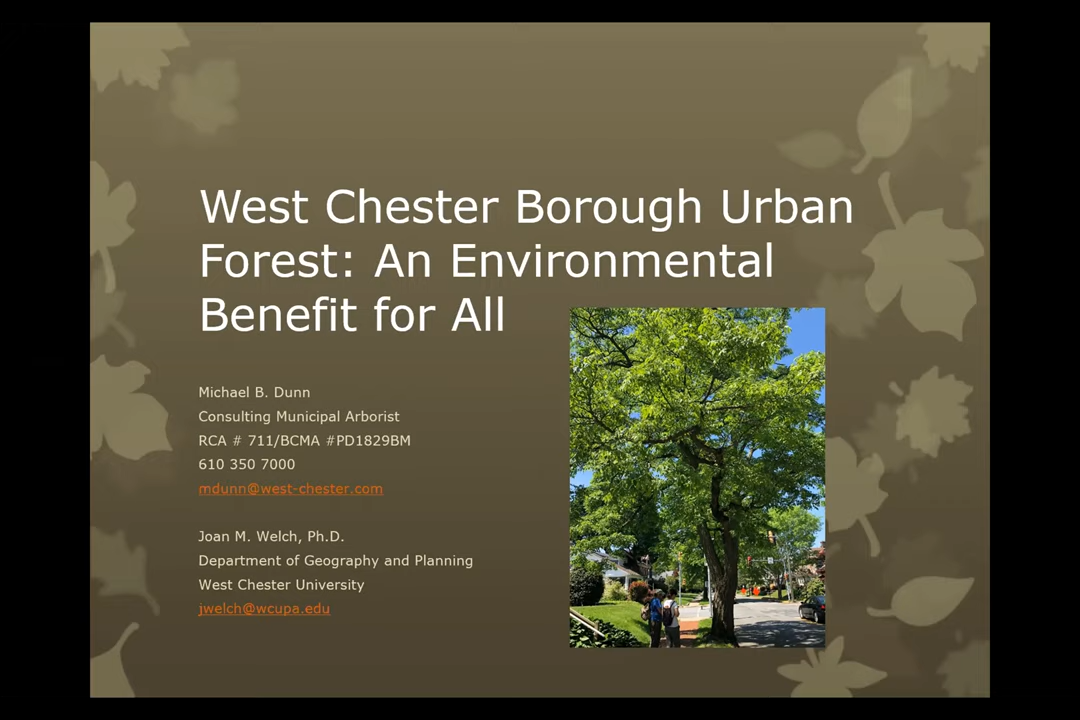 West Chester Borough Urban
Forest: An Environmental
Benefit for All
Michael B. Dunn
Consulting Municipal Arborist
RCA # 711/BCMA #PD1829BM
610 350 7000
mdunn@west-chester.com
Joan M. Welch, Ph.D.
Department of Geography and Planning
West Chester University
jwelch@wcupa.edu